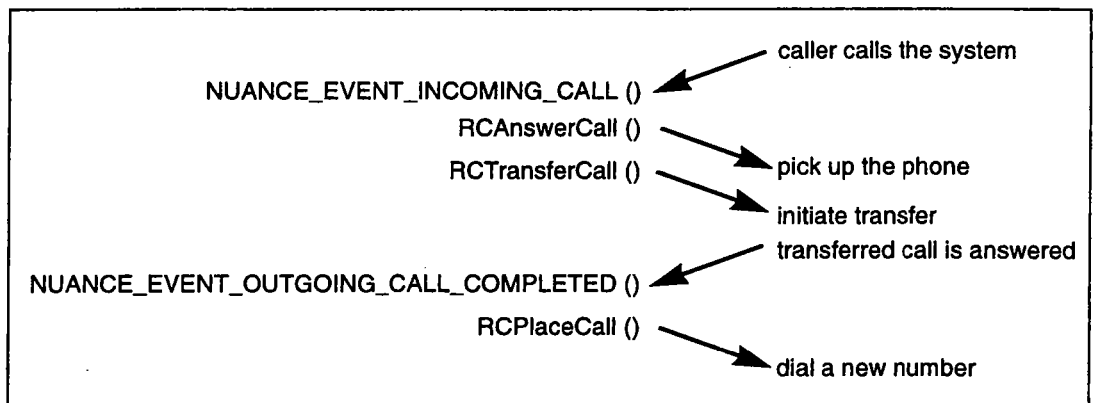 caller calls the system
NUANCE_EVENT_INCOMING_CALL ()
RCAnswerCall ()
pick up the phone
RCTransferCall ()
initiate transfer
transferred call is answered
NUANCE_EVENT_OUTGOING_CALL_COMPLETED ()
RCPlaceCall ()
dial a new number